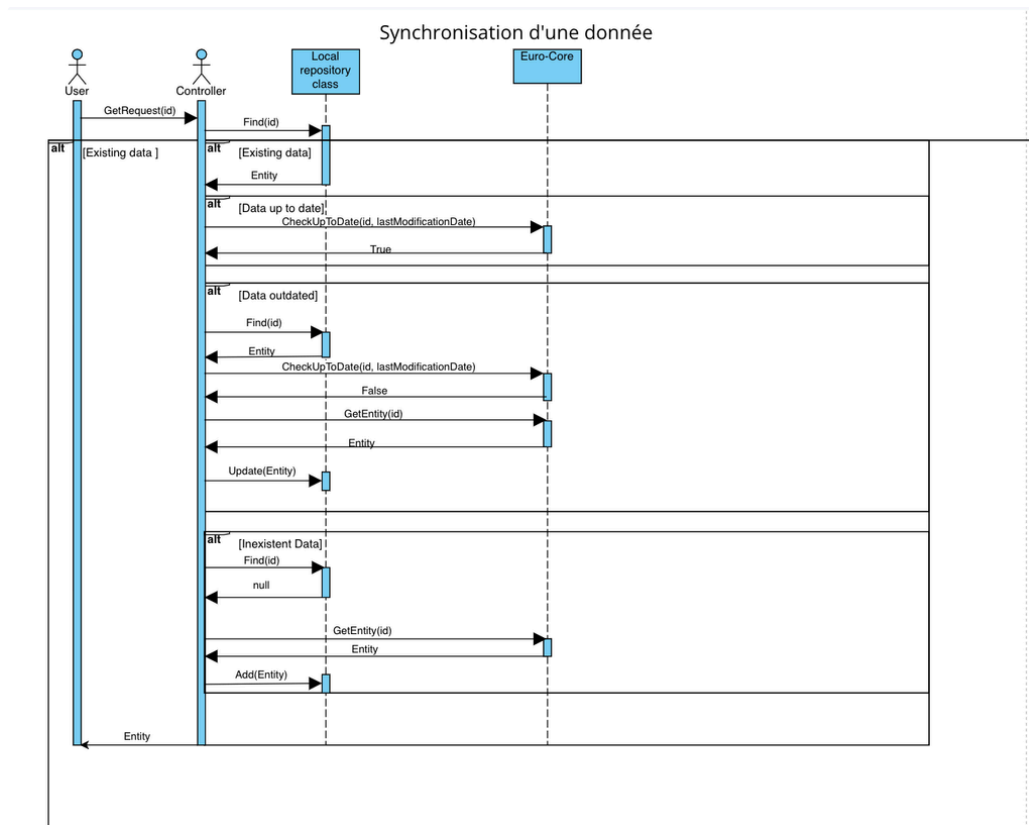 Synchronisation d'une donnée
Local
repository
class
Euro-Core
User
Controller
GetRequest(id)
Find(id)
alt
[Existing data ]
alt
[Existing data]
Entity
alt
[Data up to date]
CheckUpToDate(id, lastModificationDate)
True
alt
[Data outdated]
Find(id)
Entity
CheckUpToDate(id, lastModificationDate)
False
GetEntity(id)
Entity
Update(Entity)
alt
[Inexistent Data]
Find(id)
null
GetEntity(id)
Entity
Add(Entity)
Entity